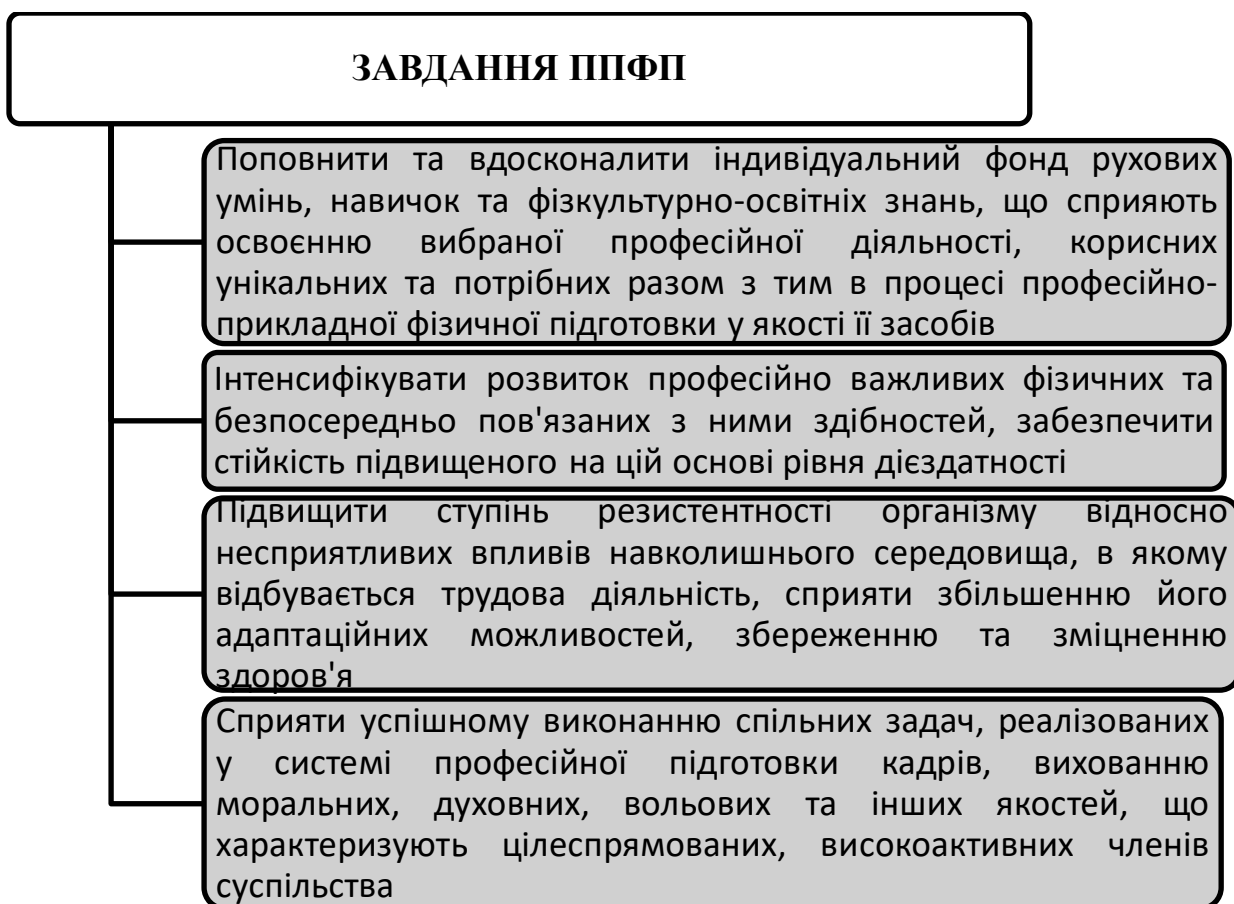 ЗАВДАННЯ ППФП
Поповнити та вдосконалити індивідуальний фонд рухових
умінь, навичок та фізкультурно-освітніх знань, що сприяють
освоєнню вибраної професійної діяльності, корисних
унікальних та потрібних разом з тим в процесі професійно-
прикладної фізичної підготовки у якості її засобів
Інтенсифікувати розвиток професійно важливих фізичних та
безпосередньо пов'язаних з ними здібностей, забезпечити
стійкість підвищеного на цій основі рівня дієздатності
Підвищити ступінь резистентності організму відносно
несприятливих впливів навколишнього середовища, в якому
відбувається трудова діяльність, сприяти збільшенню його
адаптаційних можливостей, збереженню та зміцненню
здоров'я
Сприяти успішному виконанню спільних задач, реалізованих
у системі професійної підготовки кадрів, вихованню
моральних, духовних, вольових та інших якостей, що
характеризують цілеспрямованих, високоактивних членів
суспільства